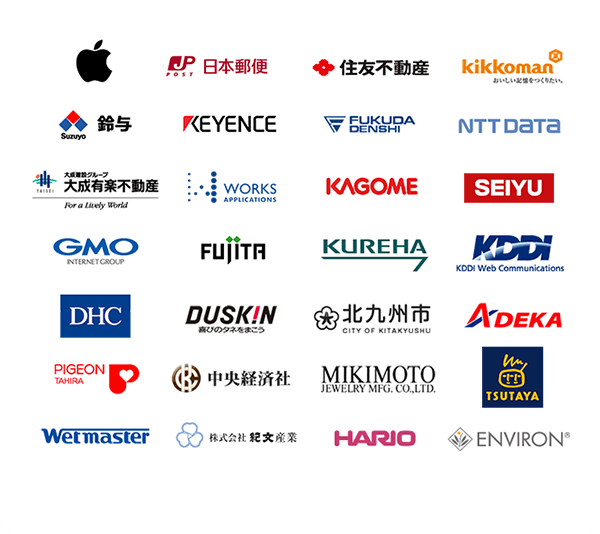 JP
POST
日本郵便
住友不動産
kikkoman
おいしい記憶をつくりたい。
Suzuyo
鈴与
KEYENCE
FUKUDA
DENSHI
NTT DATA
TAISEI
大成建設グループ
大成有楽不動産
For a Lively World
WORKS
APPLICATIONS
KAGOME
SEIYU
GMO
INTERNET GROUP
FUJITA
KUREHA
KDDI
KDDI Web Communications
DHC
DUSKIN
喜びのタネをまこう
北九州市
CITY OF KITAKYUSHU
ADEKA
PIGEON
TAHIRA
中央経済社
MIKIMOTO
JEWELRY MFG. CO.,LTD.
TSUTAYA
Wetmaster
株式会社 紀文産業
HARIO
ENVIRON®